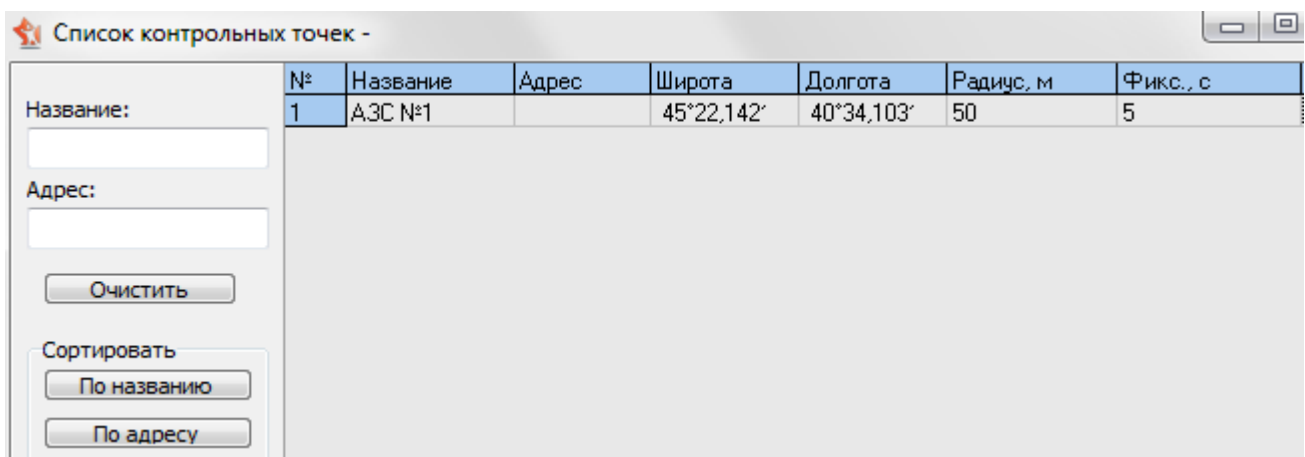 Список контрольных точек -
№ Название Адрес Широта Долгота Радиус, м Фикс., с
1 АЗС №1 45°22,142' 40°34,103' 50 5
Название:
Адрес:
Очистить
Сортировать
По названию
По адресу